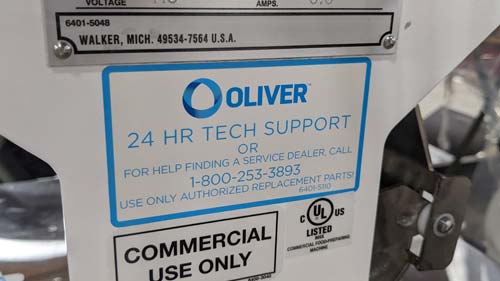 VOLTAGE
AMPS.
6401-5048
WALKER, MICH. 49534-7564 U.S.A.
OLIVER™
24 HR TECH SUPPORT
OR
FOR HELP FINDING A SERVICE DEALER, CALL
1-800-253-3893
USE ONLY AUTHORIZED REPLACEMENT PARTS!
6401-5110
COMMERCIAL
USE ONLY
C UL US
LISTED
COMMERCIAL FOOD-PREPARING
MACHINE